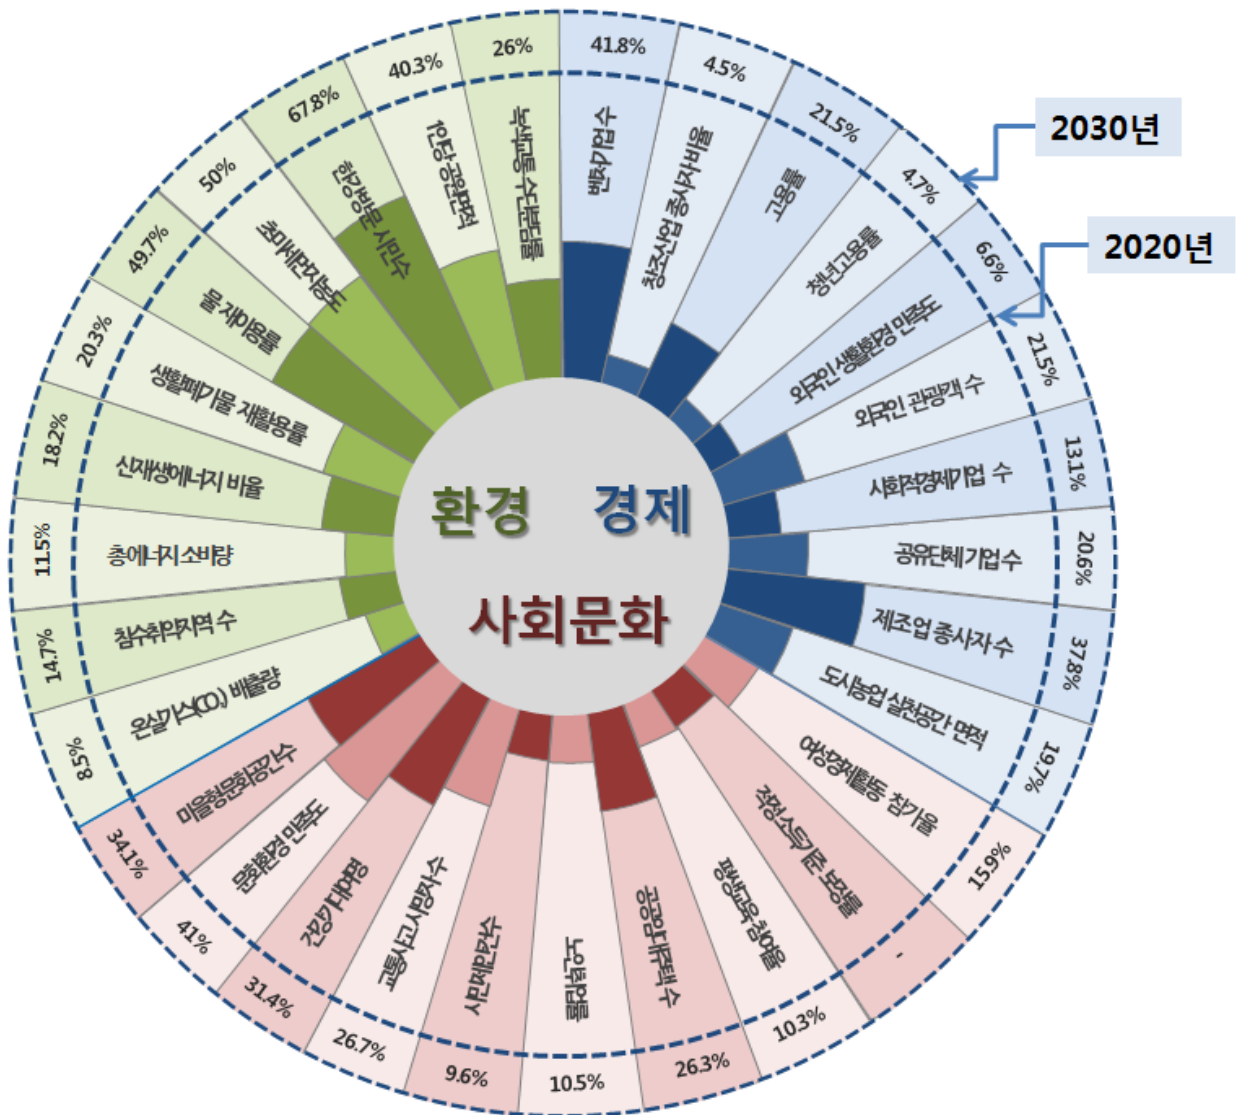 41.8%
벤처기업 수
4.5%
창조산업 종사자 비율
21.5%
고용률
4.7%
청년고용률
6.6%
외국인 생활환경 만족도
21.5%
외국인 관광객 수
13.1%
사회적경제기업 수
20.6%
공유단체 기업 수
37.8%
제조업 종사자 수
19.7%
도시농업 실천공간 면적
15.9%
여성경제활동 참가율
-
적정 소득기준 보장률
10.3%
평생교육 참여율
26.3%
공공임대주택 수
10.5%
노인취업률
9.6%
시민제안건수
26.7%
교통사고 사망자 수
31.4%
건강기대여명
41%
문화환경 만족도
34.1%
마을형문화공간수
8.5%
온실가스(CO₂) 배출량
14.7%
침수취약지역 수
11.5%
총 에너지 소비량
18.2%
신재생에너지 비율
20.3%
생활폐기물 재활용률
49.7%
물 재이용률
50%
초미세먼지농도
67.8%
한강방문 시민수
40.3%
1인당 공원면적
26%
녹색교통 수단분담률
2030년
2020년
환경
경제
사회문화